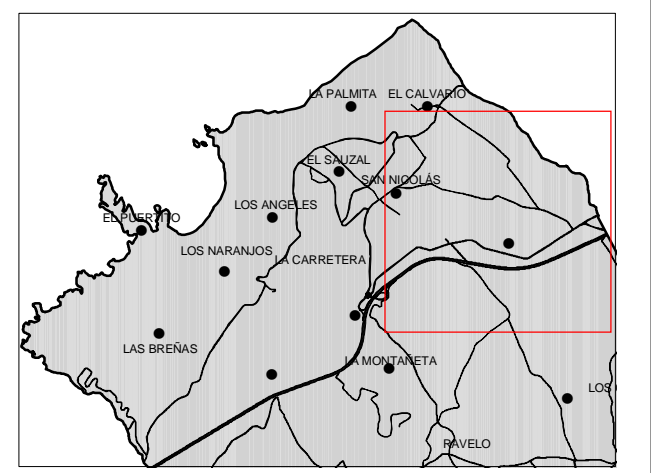 LA PALMITA
EL CALVARIO
EL SAUZAL
SAN NICOLÁS
LOS ANGELES
EL PUERTITO
LOS NARANJOS
LA CARRETERA
LAS BREÑAS
LA MONTAÑETA
LOS
RAVELO